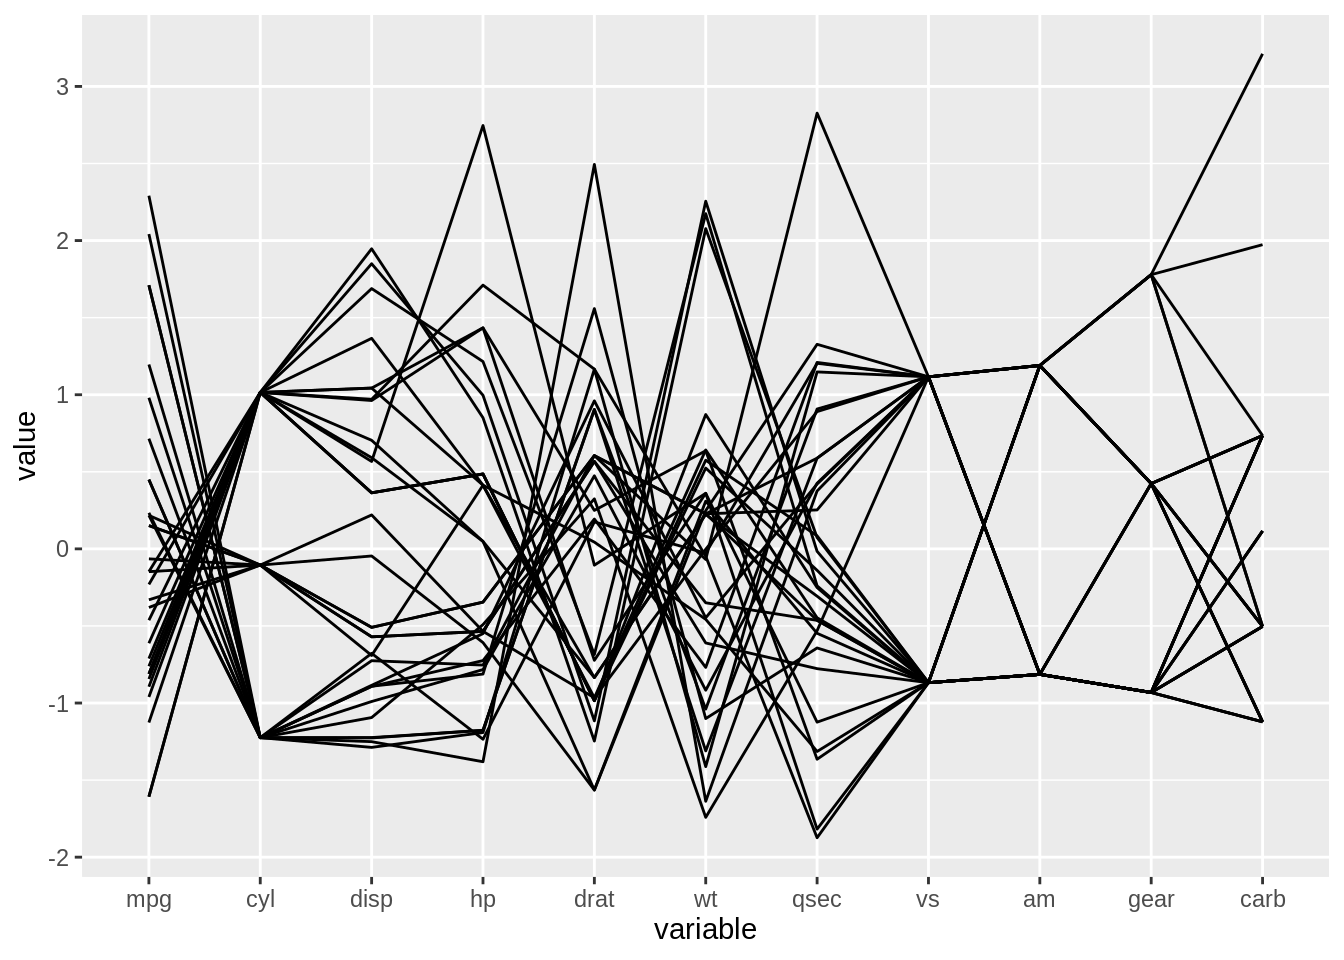 3
2
1
0
-1
-2
value
mpg cyl disp hp drat wt qsec vs am gear carb
variable